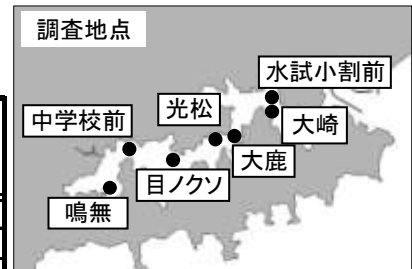 調査地点
水試小割前
光松
中学校前
大崎
大鹿
目ノクソ
鳴無